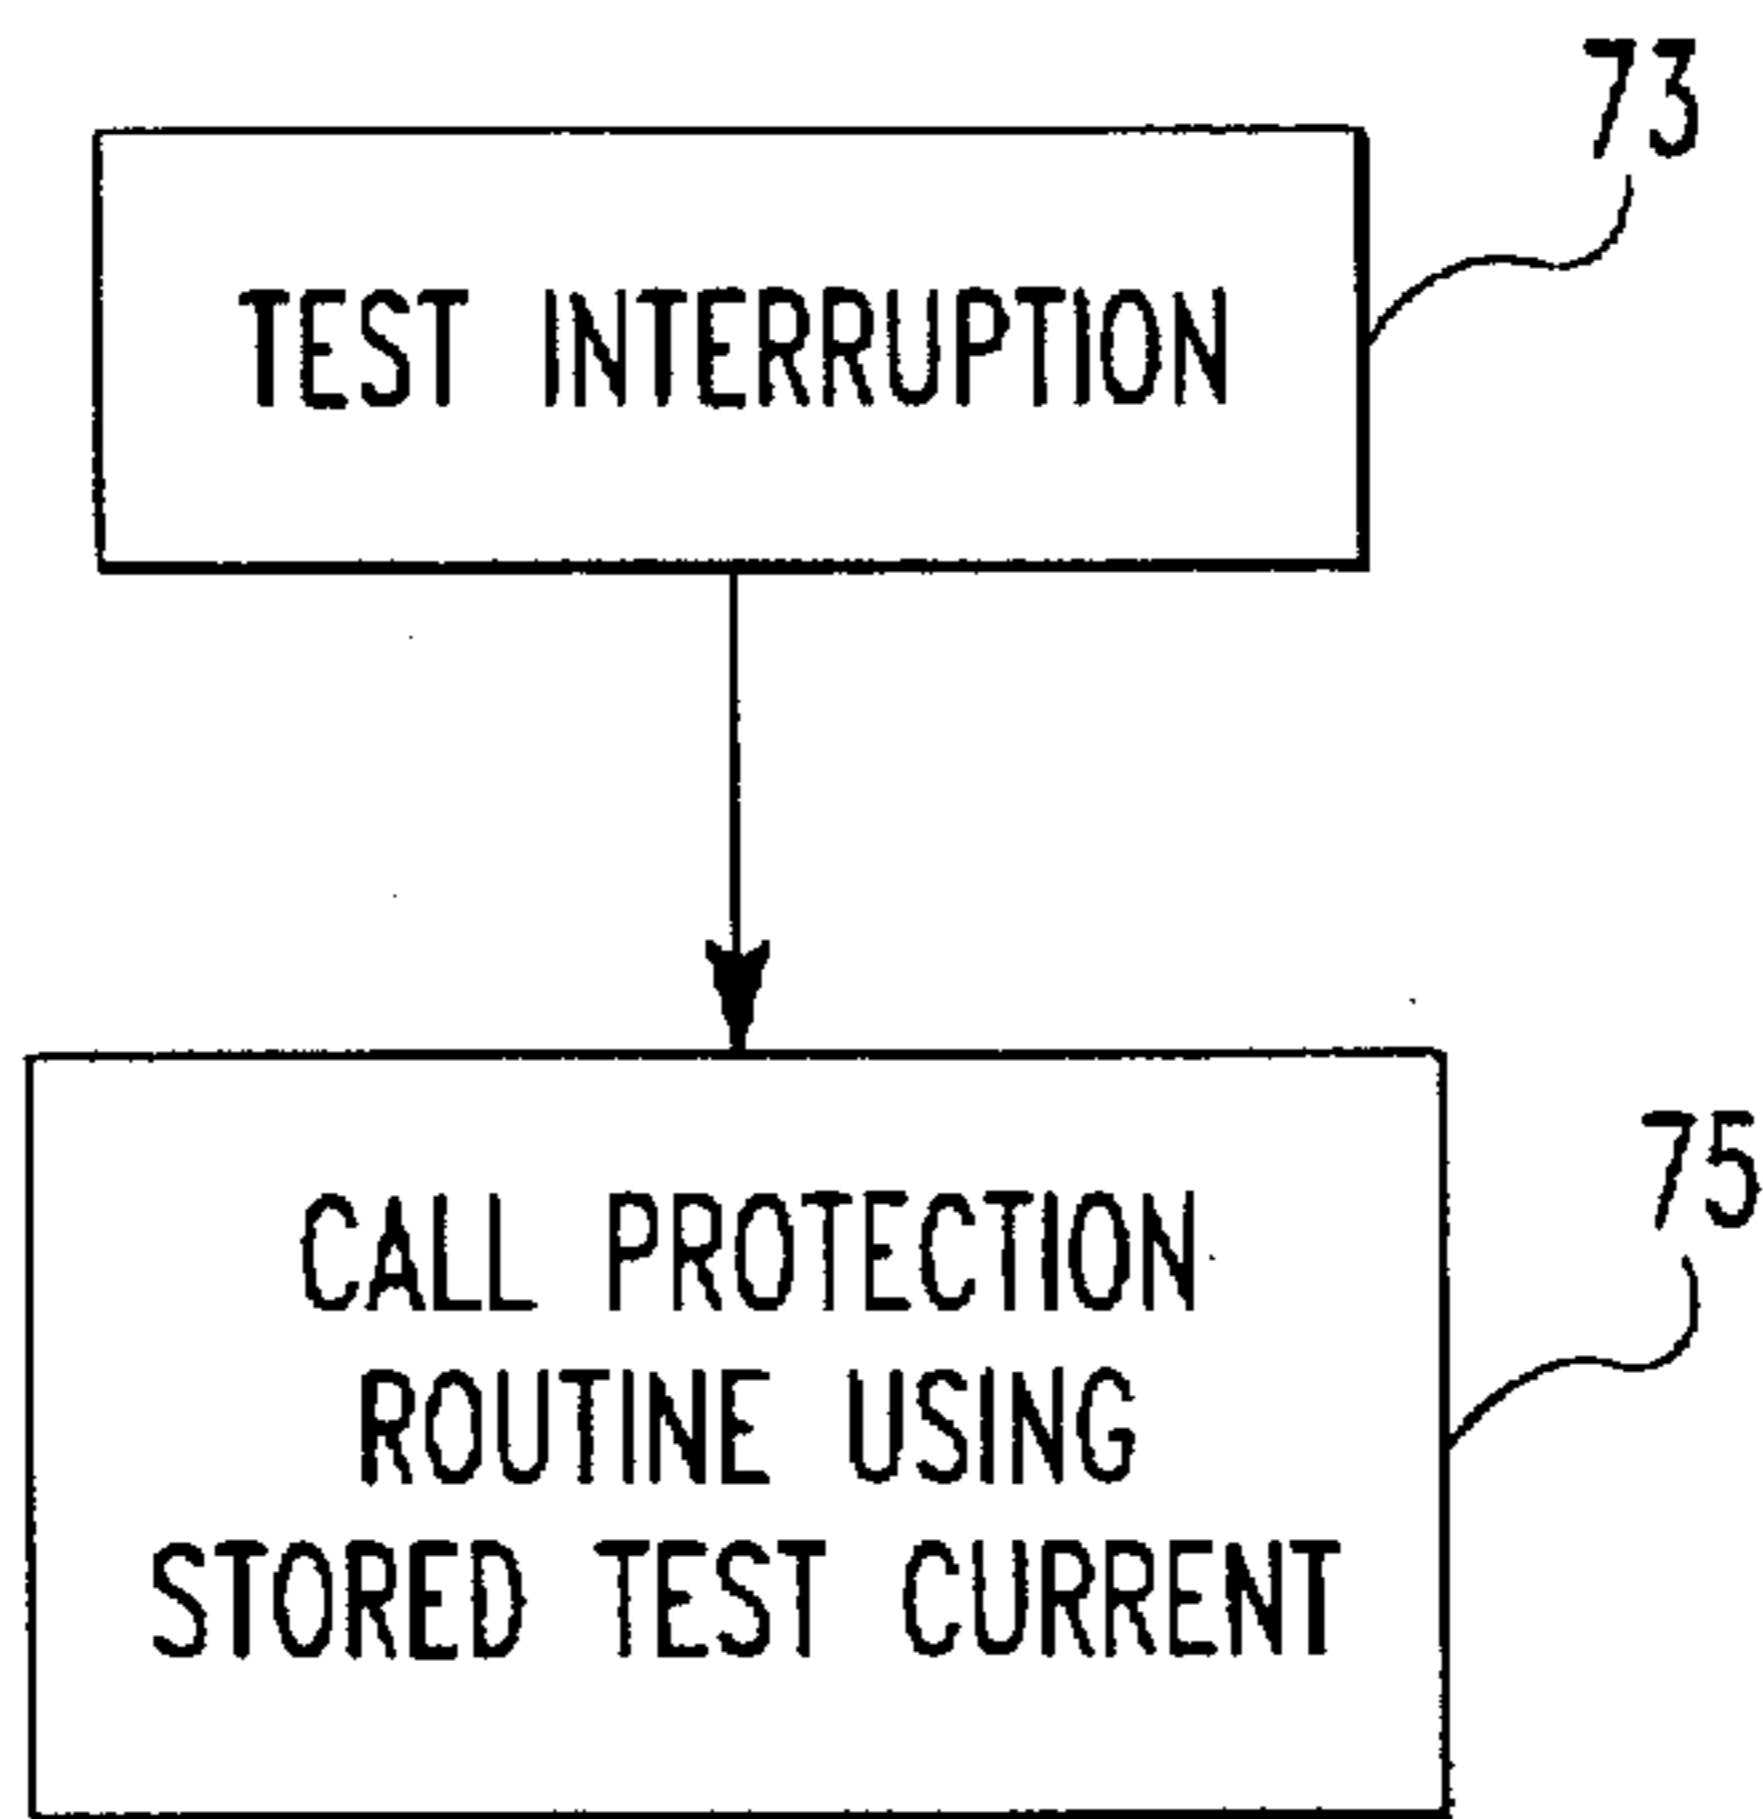 73
TEST INTERRUPTION
75
CALL PROTECTION
ROUTINE USING
STORED TEST CURRENT